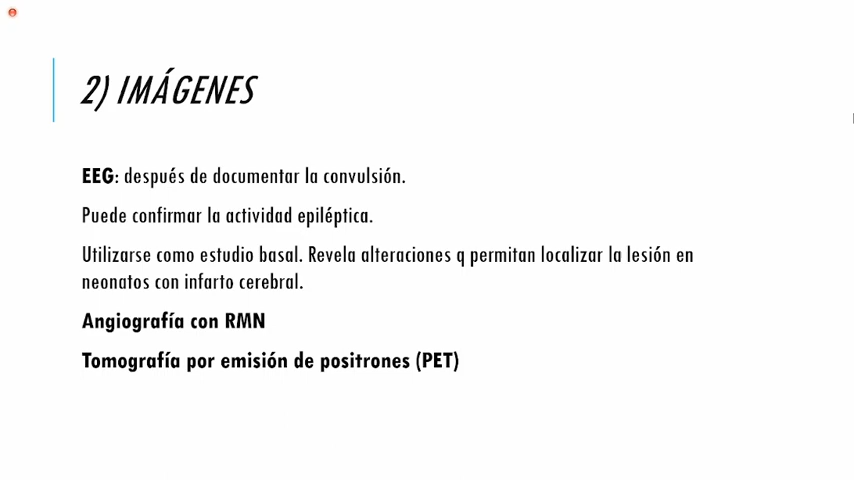 2) IMÁGENES
EEG: después de documentar la convulsión.
Puede confirmar la actividad epiléptica.
Utilizarse como estudio basal. Revela alteraciones q permitan localizar la lesión en
neonatos con infarto cerebral.
Angiografía con RMN
Tomografía por emisión de positrones (PET)